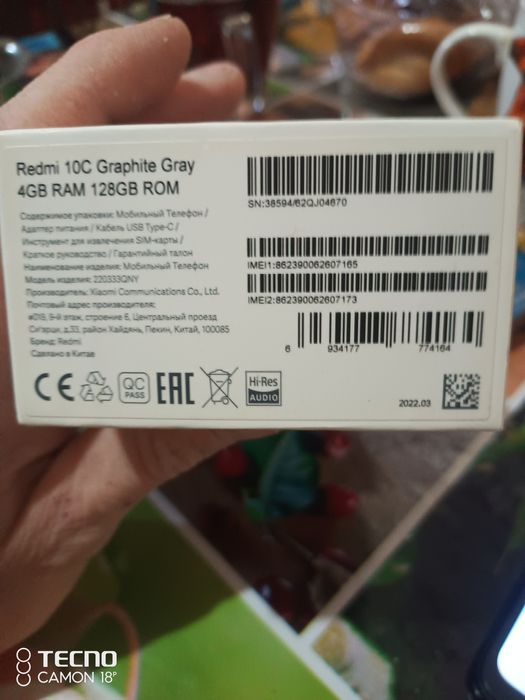 Redmi 10C Graphite Gray
4GB RAM 128GB ROM
Содержимое упаковки: Мобильный Телефон /
Адаптер питания / Кабель USB Type-C /
Инструмент для извлечения SIM-карты /
Краткое руководство / Гарантийный талон
Наименование изделия: Мобильный Телефон
Модель изделия: 220333QNY
Производитель: Xiaomi Communications Co., Ltd.
Почтовый адрес производителя:
#019, 9-й этаж, строение 6, Центральный проезд
Сиэрци, д.33, район Хайдянь, Пекин, Китай, 100085
Бренд: Redmi
Сделано в Китае
SN:38594/62QJ04670
IMEI1:862390062607165
IMEI2:862390062607173
6 934177 774164
CE
QC
PASS
EAC
Hi-Res
AUDIO
2022.03
TECNO
CAMON 18P